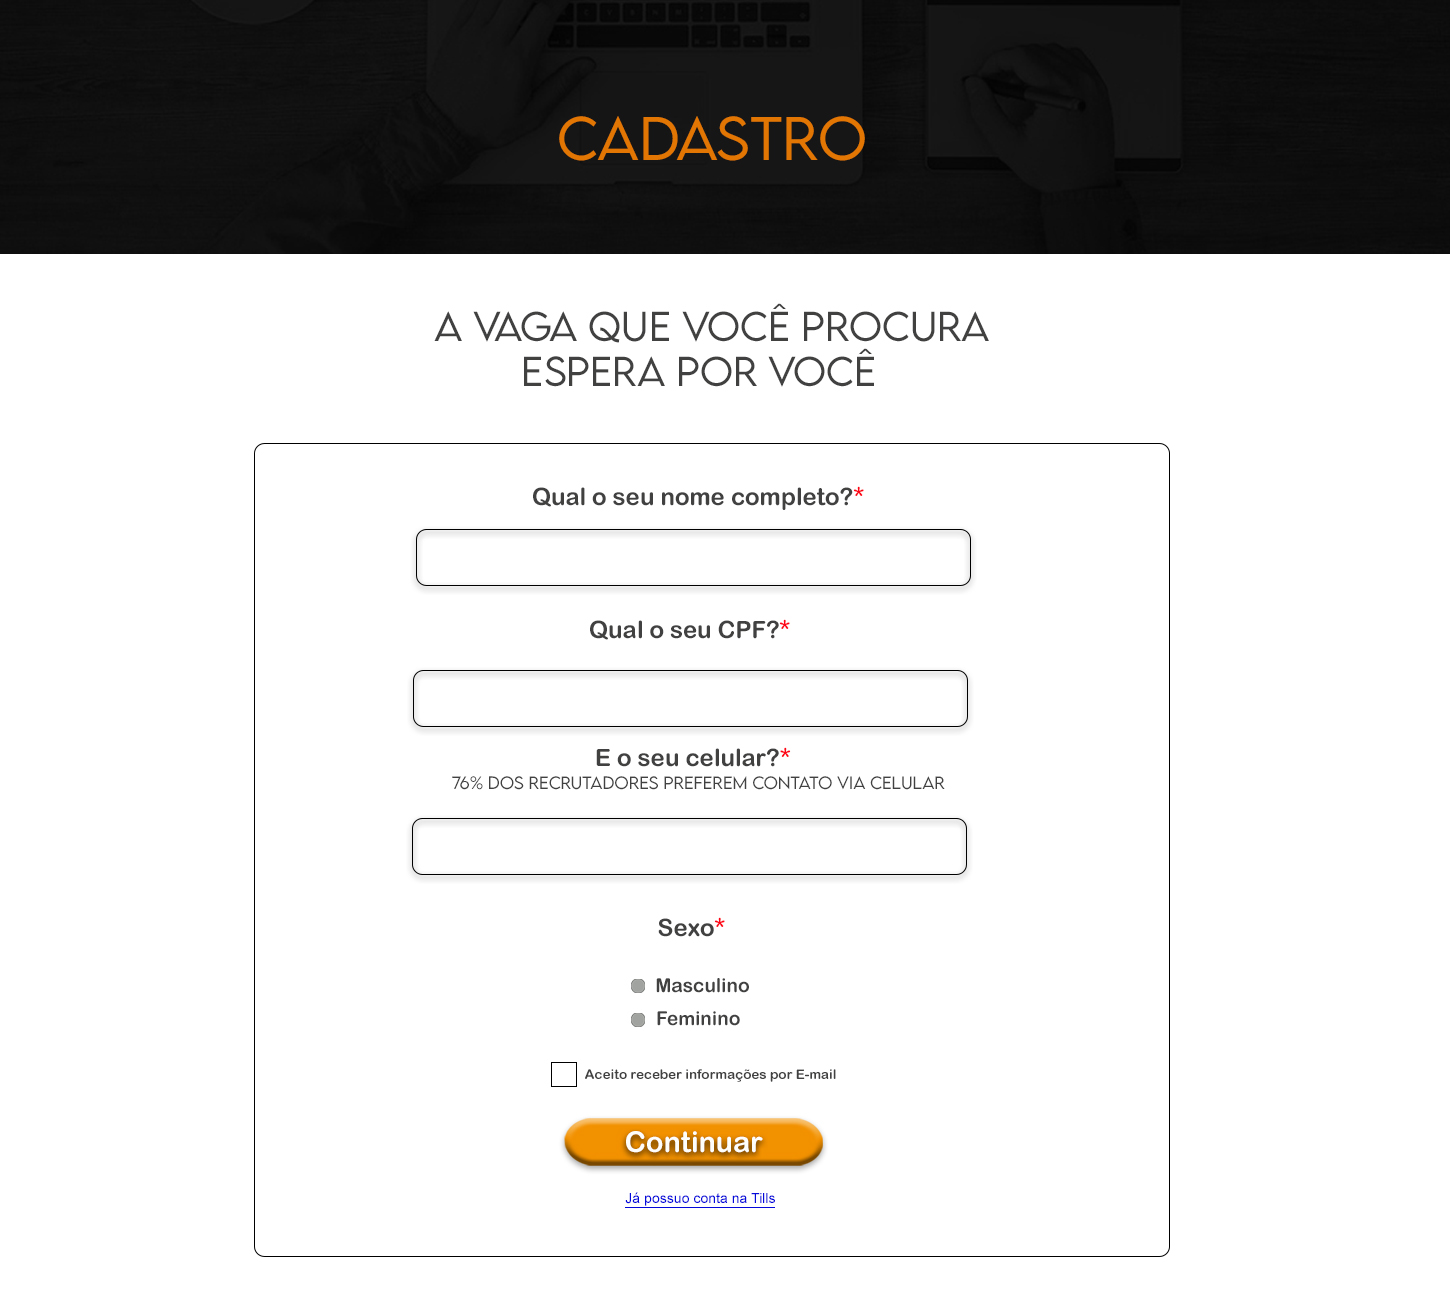 CADASTRO
A VAGA QUE VOCÊ PROCURA
ESPERA POR VOCÊ
Qual o seu nome completo?*
Qual o seu CPF?*
E o seu celular?*
76% DOS RECRUTADORES PREFEREM CONTATO VIA CELULAR
Sexo*
Masculino
Feminino
Aceito receber informações por E-mail
Continuar
Já possuo conta na Tills